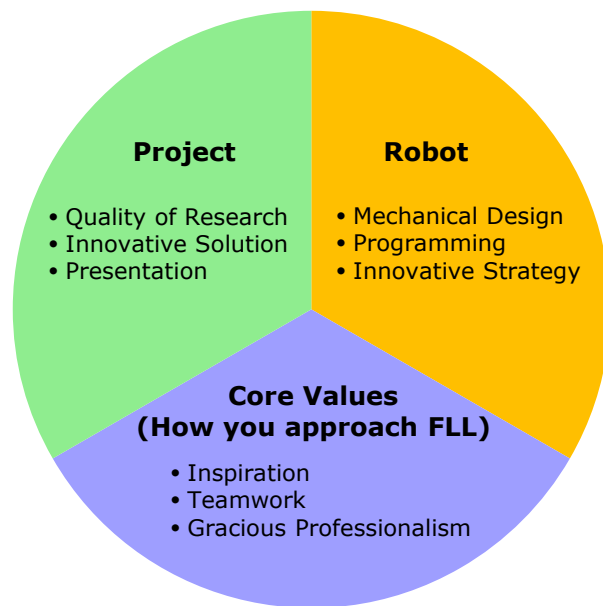 Project
• Quality of Research
• Innovative Solution
• Presentation
Robot
• Mechanical Design
• Programming
• Innovative Strategy
Core Values
(How you approach FLL)
• Inspiration
• Teamwork
• Gracious Professionalism